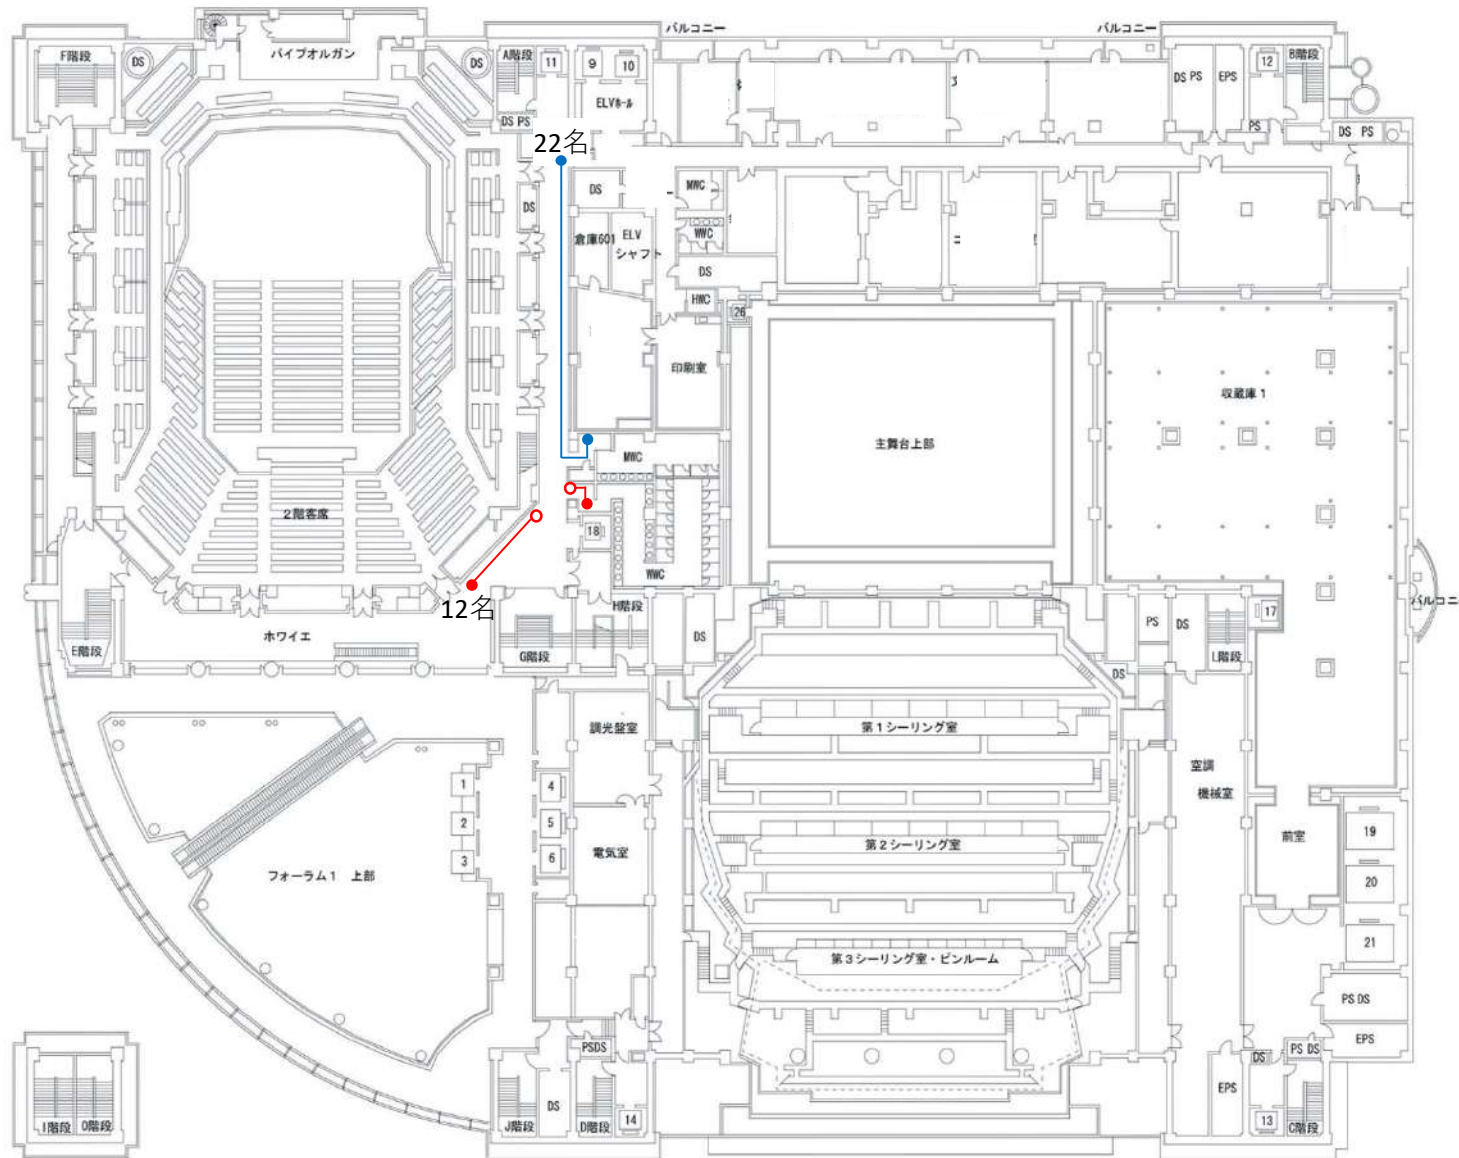 バルコニー
バルコニー
F階段
DS
パイプオルガン
DS
A階段
11
9
10
ELVホール
DS PS
DS PS
EPS
12
B階段
PS
DS PS
22名
DS
DS
MWC
WWC
倉庫601
ELV
シャフト
DS
HWC
26
印刷室
収蔵庫1
主舞台上部
MWC
2階客席
18
WWC
12名
H階段
ホワイエ
E階段
G階段
DS
PS
DS
17
L階段
バルコニ
DS
調光盤室
第1シーリング室
空調
機械室
1
4
2
5
3
6
電気室
第2シーリング室
前室
19
フォーラム1 上部
20
21
第3シーリング室・ピンルーム
PS DS
EPS
PSDS
DS
PS DS
EPS
DS
I階段
O階段
J階段
D階段
14
13
C階段